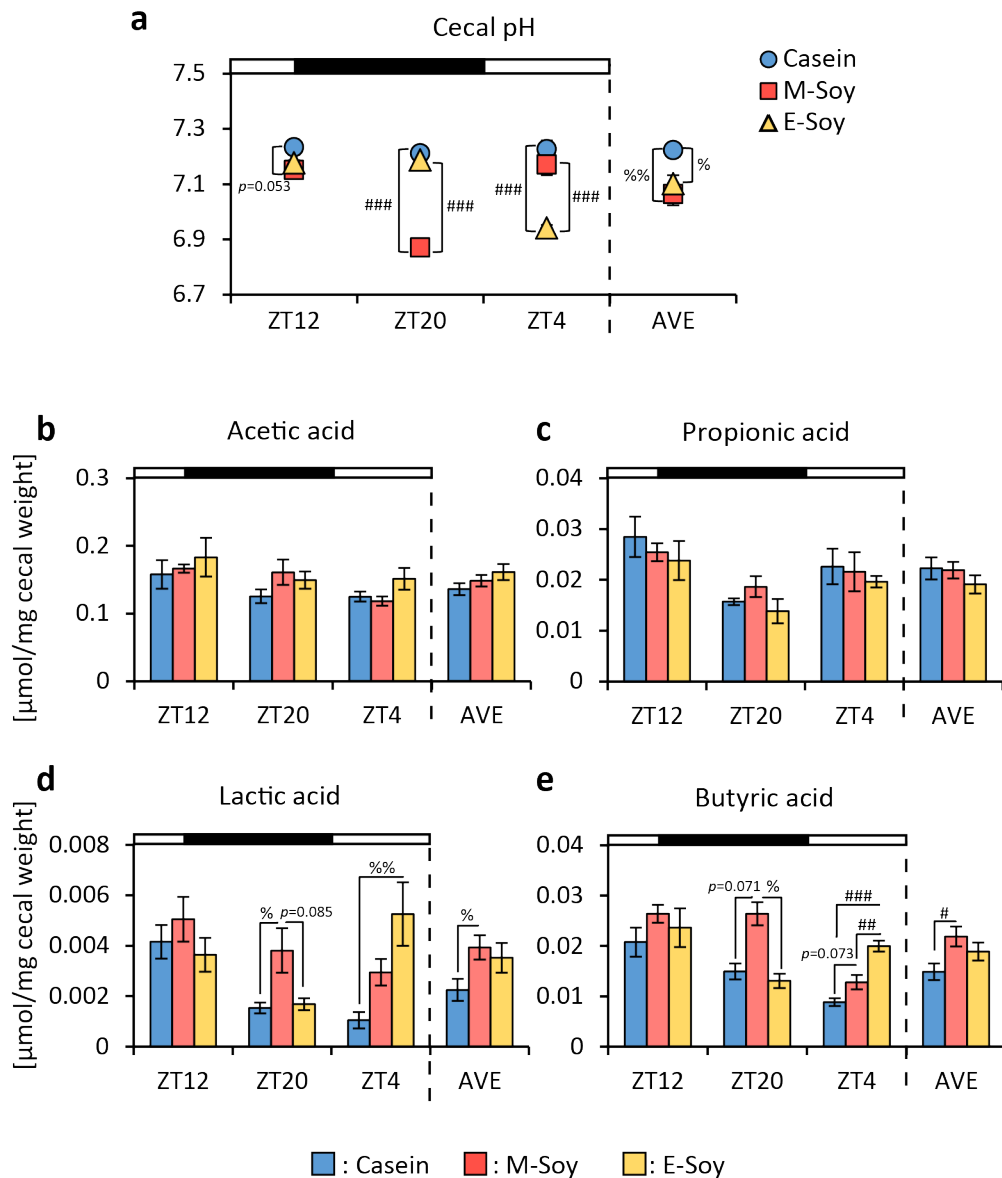 a
Cecal pH
7.5
7.3
7.1
6.9
6.7
Casein
M-Soy
E-Soy
p=0.053
###
###
###
###
%%
%
ZT12 ZT20 ZT4 AVE
b
Acetic acid
[µmol/mg cecal weight]
0.3
0.2
0.1
0
ZT12 ZT20 ZT4 AVE
c
Propionic acid
0.04
0.03
0.02
0.01
0
ZT12 ZT20 ZT4 AVE
d
Lactic acid
[µmol/mg cecal weight]
0.008
0.006
0.004
0.002
0
%
p=0.085
%%
%
ZT12 ZT20 ZT4 AVE
e
Butyric acid
0.04
0.03
0.02
0.01
0
p=0.071
%
###
##
p=0.073
#
ZT12 ZT20 ZT4 AVE
: Casein : M-Soy : E-Soy